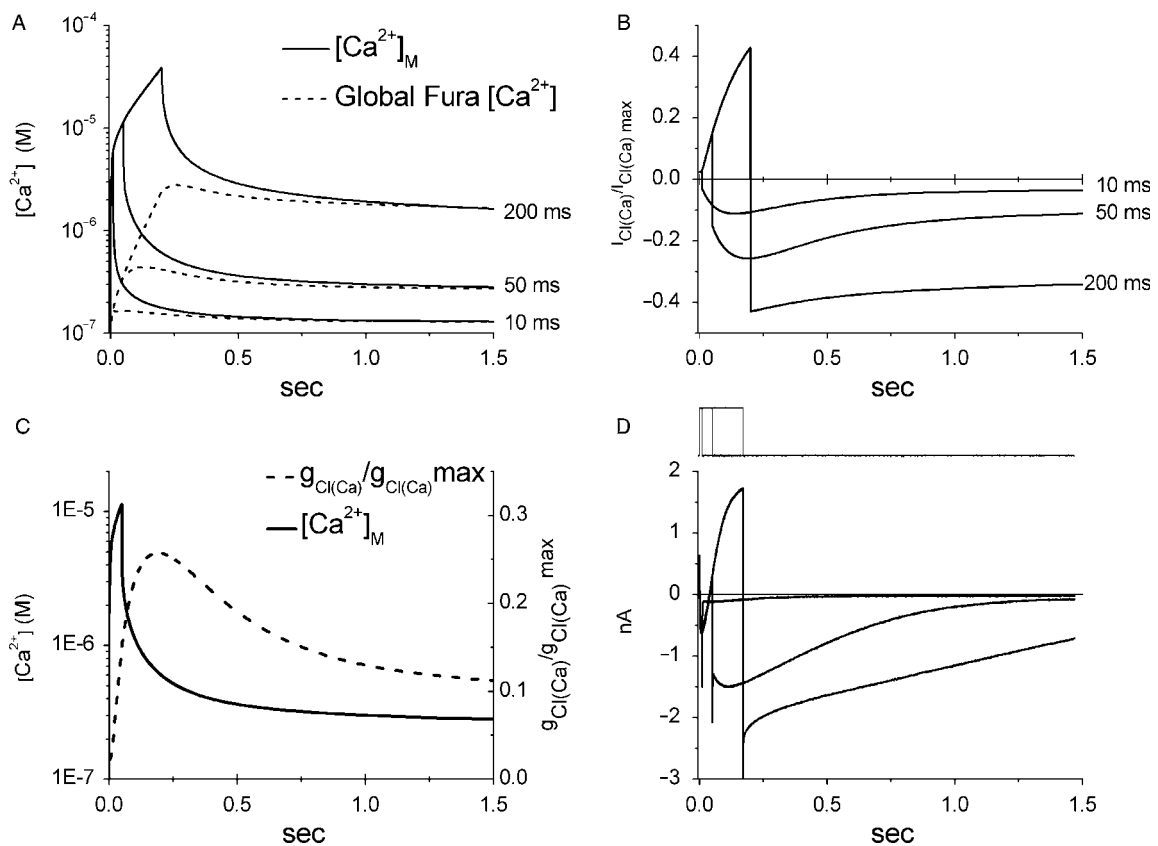 A
[Ca²⁺] (M)
10⁻⁴
10⁻⁵
10⁻⁶
10⁻⁷
[Ca²⁺]M
Global Fura [Ca²⁺]
200 ms
50 ms
10 ms
0.0 0.5 1.0 1.5
sec
B
ICl(Ca)/ICl(Ca) max
0.4
0.2
0.0
−0.2
−0.4
10 ms
50 ms
200 ms
0.0 0.5 1.0 1.5
sec
C
[Ca²⁺] (M)
1E-5
1E-6
1E-7
gCl(Ca)/gCl(Ca)max
[Ca²⁺]M
0.3
0.2
0.1
0.0
gCl(Ca)/gCl(Ca) max
0.0 0.5 1.0 1.5
sec
D
nA
2
1
0
−1
−2
−3
0.0 0.5 1.0 1.5
sec